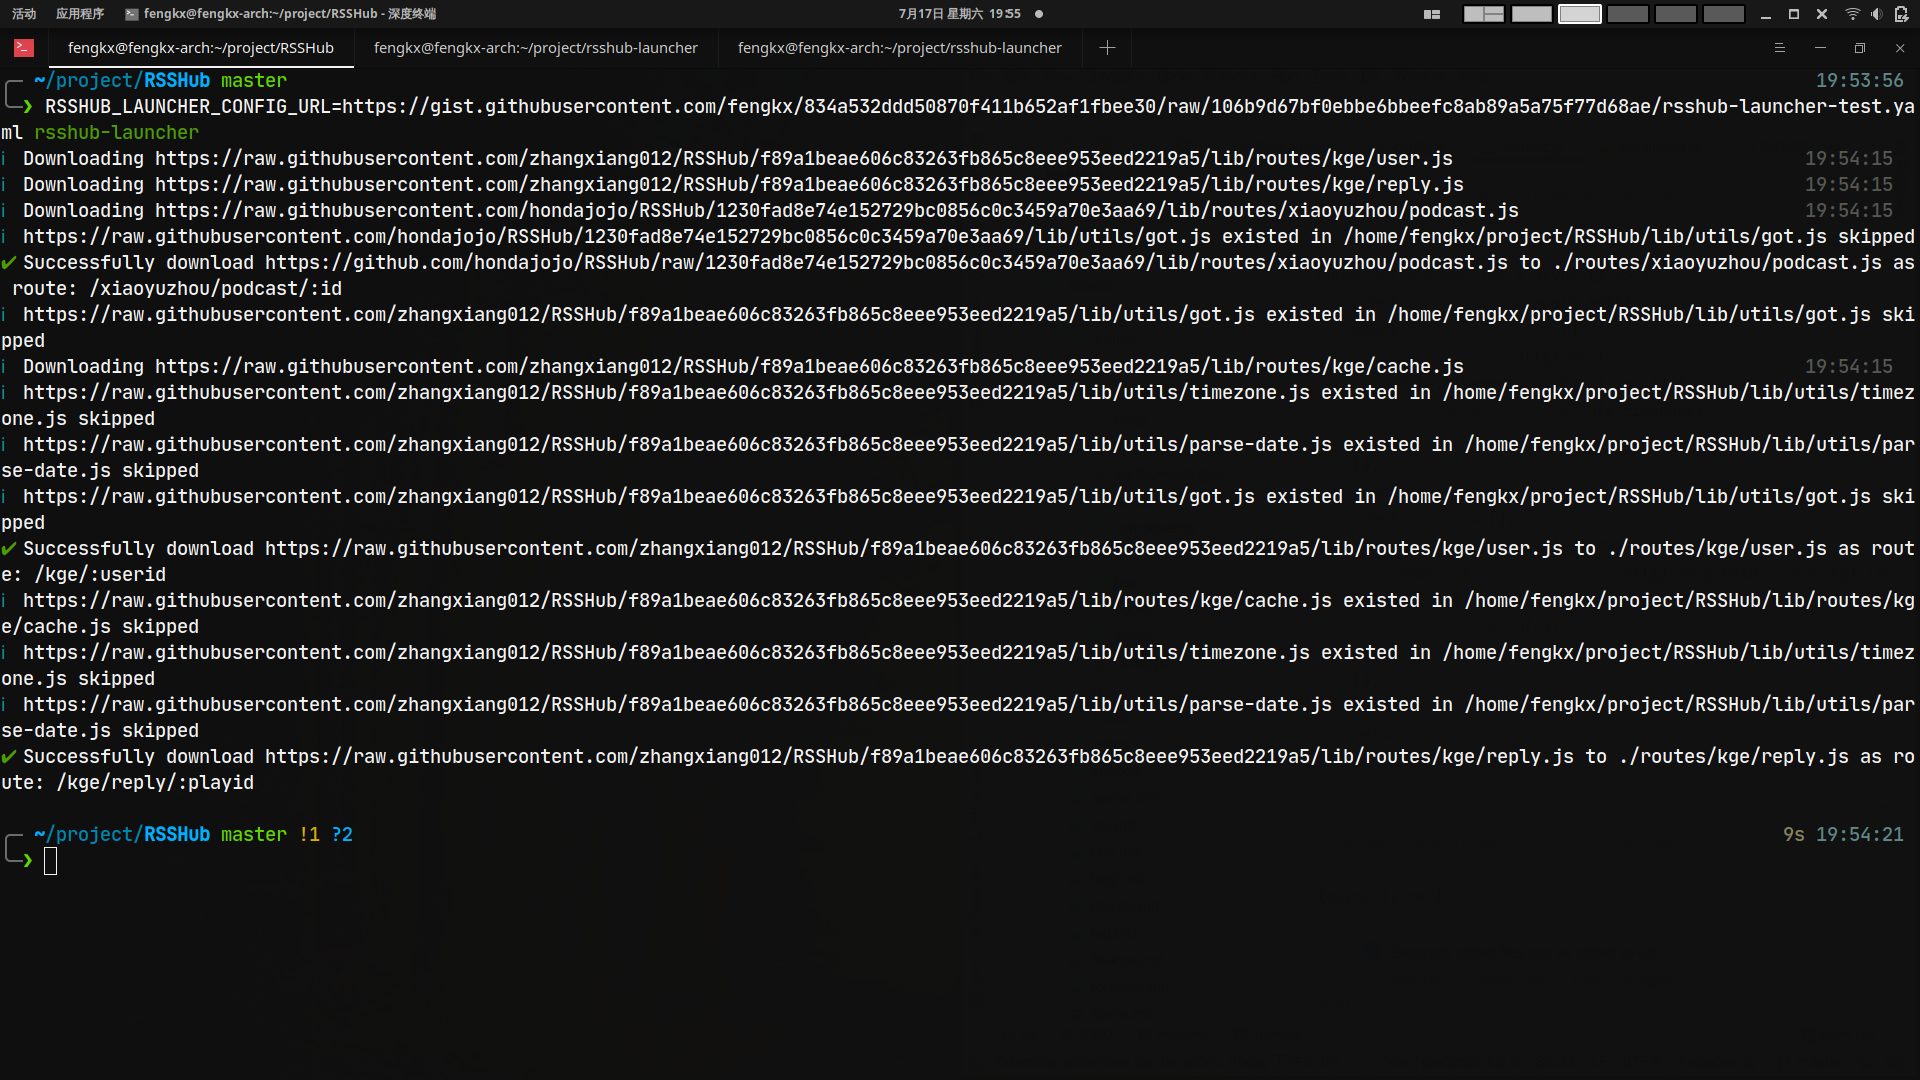 活动 应用程序 fengkx@fengkx-arch:~/project/RSSHub - 深度终端 7月17日 星期六 19:55
fengkx@fengkx-arch:~/project/RSSHub fengkx@fengkx-arch:~/project/rsshub-launcher fengkx@fengkx-arch:~/project/rsshub-launcher
~/project/RSSHub master 19:53:56
❯ RSSHUB_LAUNCHER_CONFIG_URL=https://gist.githubusercontent.com/fengkx/834a532ddd50870f411b652af1fbee30/raw/106b9d67bf0ebbe6bbeefc8ab89a5a75f77d68ae/rsshub-launcher-test.ya
ml rsshub-launcher
i Downloading https://raw.githubusercontent.com/zhangxiang012/RSSHub/f89a1beae606c83263fb865c8eee953eed2219a5/lib/routes/kge/user.js 19:54:15
i Downloading https://raw.githubusercontent.com/zhangxiang012/RSSHub/f89a1beae606c83263fb865c8eee953eed2219a5/lib/routes/kge/reply.js 19:54:15
i Downloading https://raw.githubusercontent.com/hondajojo/RSSHub/1230fad8e74e152729bc0856c0c3459a70e3aa69/lib/routes/xiaoyuzhou/podcast.js 19:54:15
i https://raw.githubusercontent.com/hondajojo/RSSHub/1230fad8e74e152729bc0856c0c3459a70e3aa69/lib/utils/got.js existed in /home/fengkx/project/RSSHub/lib/utils/got.js skipped
✔ Successfully download https://github.com/hondajojo/RSSHub/raw/1230fad8e74e152729bc0856c0c3459a70e3aa69/lib/routes/xiaoyuzhou/podcast.js to ./routes/xiaoyuzhou/podcast.js as
route: /xiaoyuzhou/podcast/:id
i https://raw.githubusercontent.com/zhangxiang012/RSSHub/f89a1beae606c83263fb865c8eee953eed2219a5/lib/utils/got.js existed in /home/fengkx/project/RSSHub/lib/utils/got.js ski
pped
i Downloading https://raw.githubusercontent.com/zhangxiang012/RSSHub/f89a1beae606c83263fb865c8eee953eed2219a5/lib/routes/kge/cache.js 19:54:15
i https://raw.githubusercontent.com/zhangxiang012/RSSHub/f89a1beae606c83263fb865c8eee953eed2219a5/lib/utils/timezone.js existed in /home/fengkx/project/RSSHub/lib/utils/timez
one.js skipped
i https://raw.githubusercontent.com/zhangxiang012/RSSHub/f89a1beae606c83263fb865c8eee953eed2219a5/lib/utils/parse-date.js existed in /home/fengkx/project/RSSHub/lib/utils/par
se-date.js skipped
i https://raw.githubusercontent.com/zhangxiang012/RSSHub/f89a1beae606c83263fb865c8eee953eed2219a5/lib/utils/got.js existed in /home/fengkx/project/RSSHub/lib/utils/got.js ski
pped
✔ Successfully download https://raw.githubusercontent.com/zhangxiang012/RSSHub/f89a1beae606c83263fb865c8eee953eed2219a5/lib/routes/kge/user.js to ./routes/kge/user.js as rout
e: /kge/:userid
i https://raw.githubusercontent.com/zhangxiang012/RSSHub/f89a1beae606c83263fb865c8eee953eed2219a5/lib/routes/kge/cache.js existed in /home/fengkx/project/RSSHub/lib/routes/kg
e/cache.js skipped
i https://raw.githubusercontent.com/zhangxiang012/RSSHub/f89a1beae606c83263fb865c8eee953eed2219a5/lib/utils/timezone.js existed in /home/fengkx/project/RSSHub/lib/utils/timez
one.js skipped
i https://raw.githubusercontent.com/zhangxiang012/RSSHub/f89a1beae606c83263fb865c8eee953eed2219a5/lib/utils/parse-date.js existed in /home/fengkx/project/RSSHub/lib/utils/par
se-date.js skipped
✔ Successfully download https://raw.githubusercontent.com/zhangxiang012/RSSHub/f89a1beae606c83263fb865c8eee953eed2219a5/lib/routes/kge/reply.js to ./routes/kge/reply.js as ro
ute: /kge/reply/:playid
~/project/RSSHub master !1 ?2 9s 19:54:21
❯